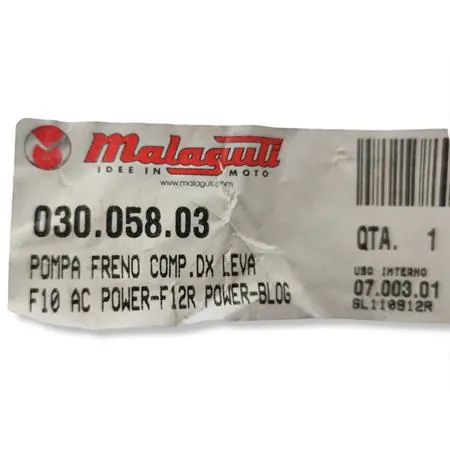 Malaguti
IDEE IN MOTO
www.malaguti.com
030.058.03
POMPA FRENO COMP.DX LEVA
F10 AC POWER-F12R POWER-BLOG
QTA. 1
USO INTERNO
07.003.01
SL110912R